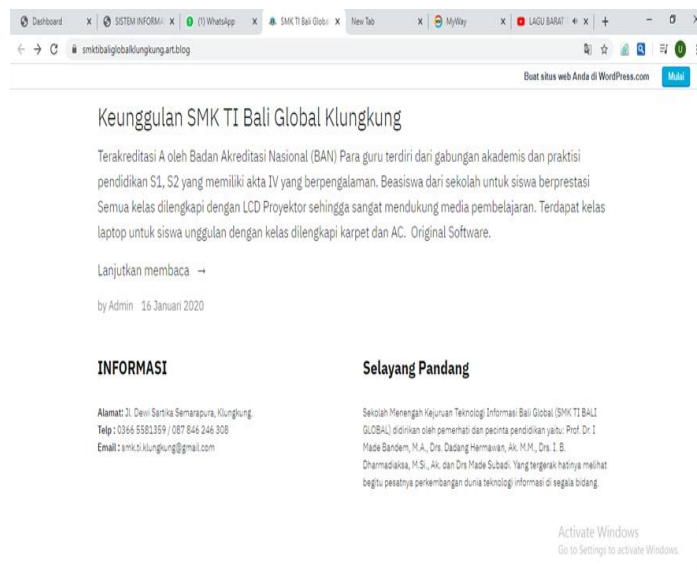 Dashboard
SISTEM INFORMA
(1) WhatsApp
SMK TI Bali Globa
New Tab
MyWay
LAGU BARAT
smktibaliglobalklungkung.art.blog
Buat situs web Anda di WordPress.com
Mulai
Keunggulan SMK TI Bali Global Klungkung
Terakreditasi A oleh Badan Akreditasi Nasional (BAN) Para guru terdiri dari gabungan akademis dan praktisi
pendidikan S1, S2 yang memiliki akta IV yang berpengalaman. Beasiswa dari sekolah untuk siswa berprestasi
Semua kelas dilengkapi dengan LCD Proyektor sehingga sangat mendukung media pembelajaran. Terdapat kelas
laptop untuk siswa unggulan dengan kelas dilengkapi karpet dan AC. Original Software.
Lanjutkan membaca →
by Admin 16 Januari 2020
INFORMASI
Alamat: Jl. Dewi Sartika Semarapura, Klungkung.
Telp : 0366 5581359 / 087 846 246 308
Email : smk.ti.klungkung@gmail.com
Selayang Pandang
Sekolah Menengah Kejuruan Teknologi Informasi Bali Global (SMK TI BALI
GLOBAL) didirikan oleh pemerhati dan pecinta pendidikan yaitu: Prof. Dr. I
Made Bandem, M.A., Drs. Dadang Hermawan, Ak. M.M., Drs. I. B.
Dharmadiaksa, M.Si., Ak. dan Drs Made Subadi. Yang tergerak hatinya melihat
begitu pesatnya perkembangan dunia teknologi informasi di segala bidang.
Activate Windows
Go to Settings to activate Windows.